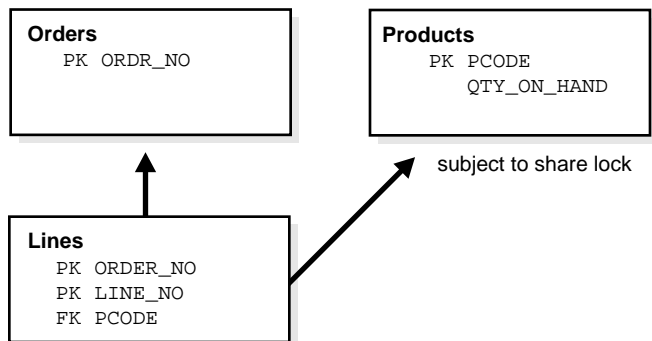 Orders
PK ORDR_NO
Products
PK PCODE
QTY_ON_HAND
subject to share lock
Lines
PK ORDER_NO
PK LINE_NO
FK PCODE